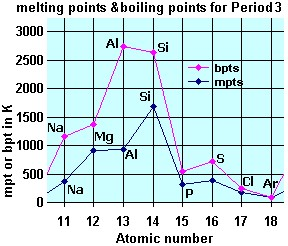 melting points & boiling points for Period 3
mpt or bpt in K
3000
2500
2000
1500
1000
500
0
Al
Si
bpts
mpts
Si
Na
Mg
Al
S
Na
P
Cl
Ar
11 12 13 14 15 16 17 18
Atomic number